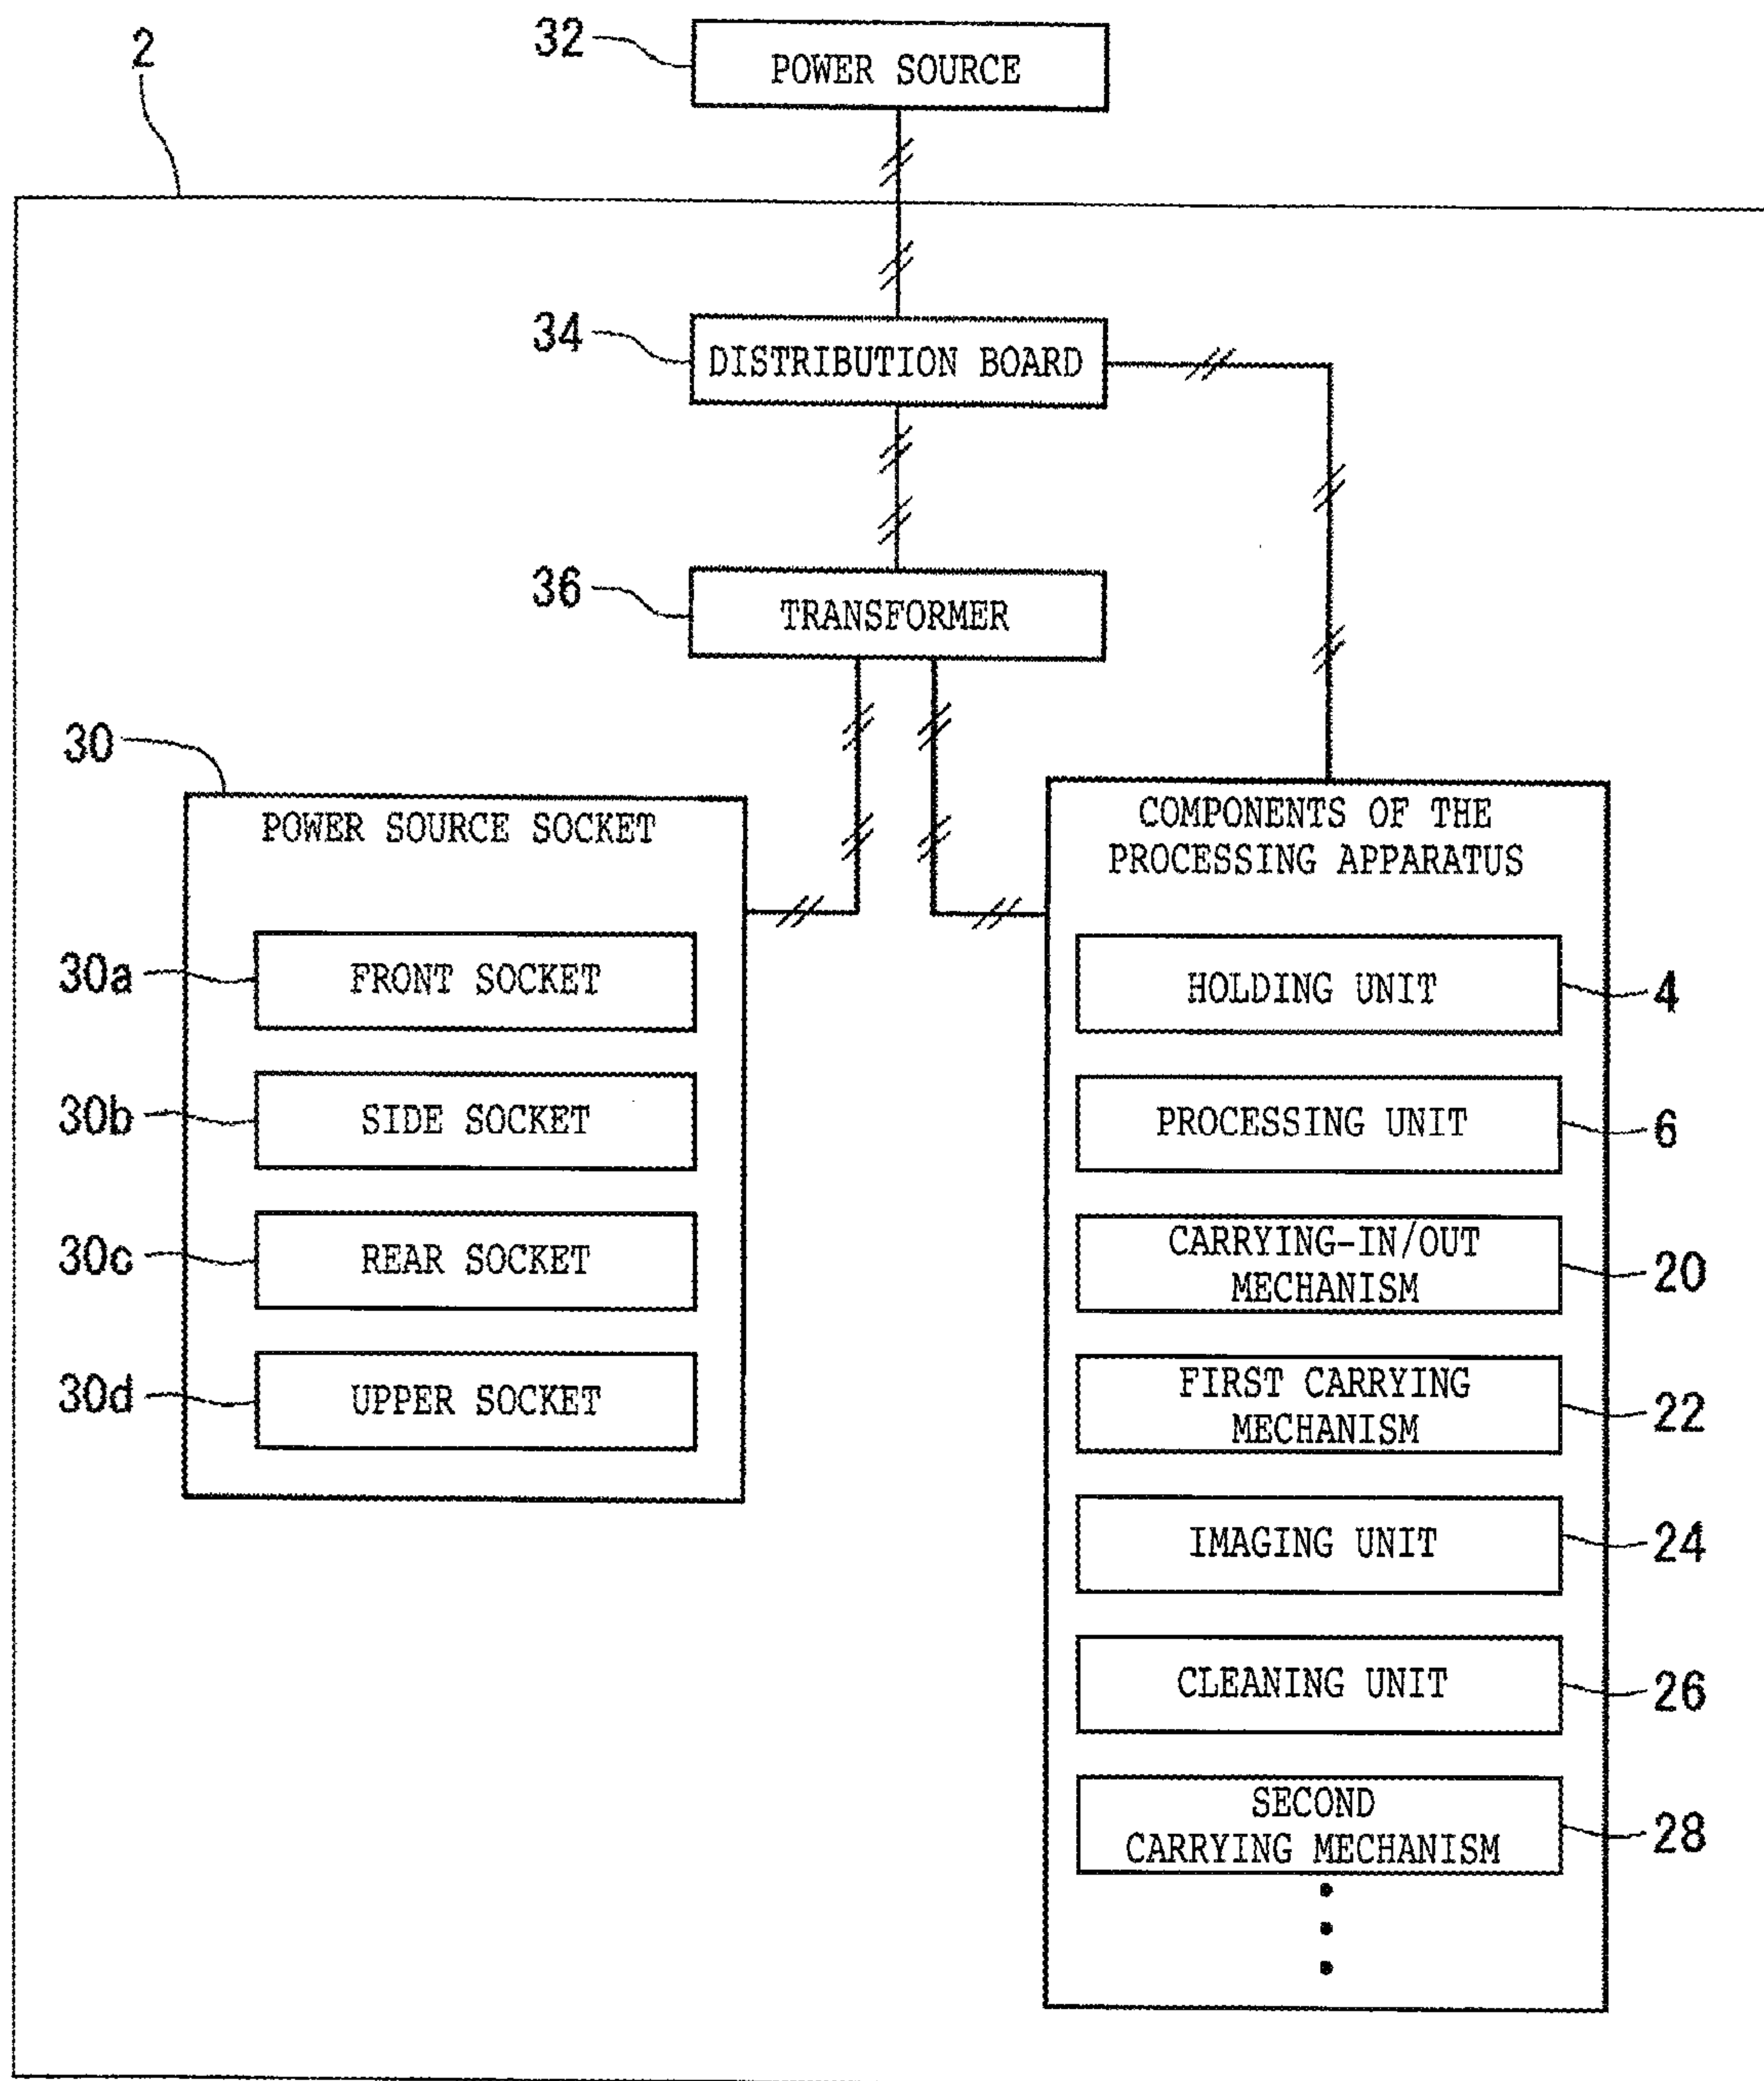 32
POWER SOURCE
2
34
DISTRIBUTION BOARD
36
TRANSFORMER
30
POWER SOURCE SOCKET
30a
FRONT SOCKET
30b
SIDE SOCKET
30c
REAR SOCKET
30d
UPPER SOCKET
COMPONENTS OF THE
PROCESSING APPARATUS
HOLDING UNIT
4
PROCESSING UNIT
6
CARRYING-IN/OUT
MECHANISM
20
FIRST CARRYING
MECHANISM
22
IMAGING UNIT
24
CLEANING UNIT
26
SECOND
CARRYING MECHANISM
28